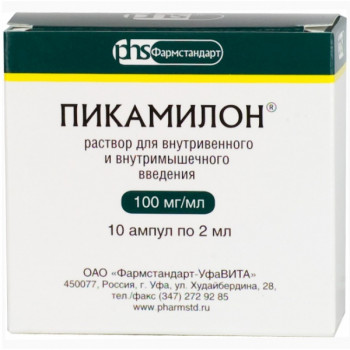 phs Фармстандарт
ПИКАМИЛОН®
раствор для внутривенного
и внутримышечного
введения
100 мг/мл
10 ампул по 2 мл
ОАО «Фармстандарт-УфаВИТА»
450077, Россия, г. Уфа, ул. Худайбердина, 28,
тел./факс (347) 272 92 85
www.pharmstd.ru